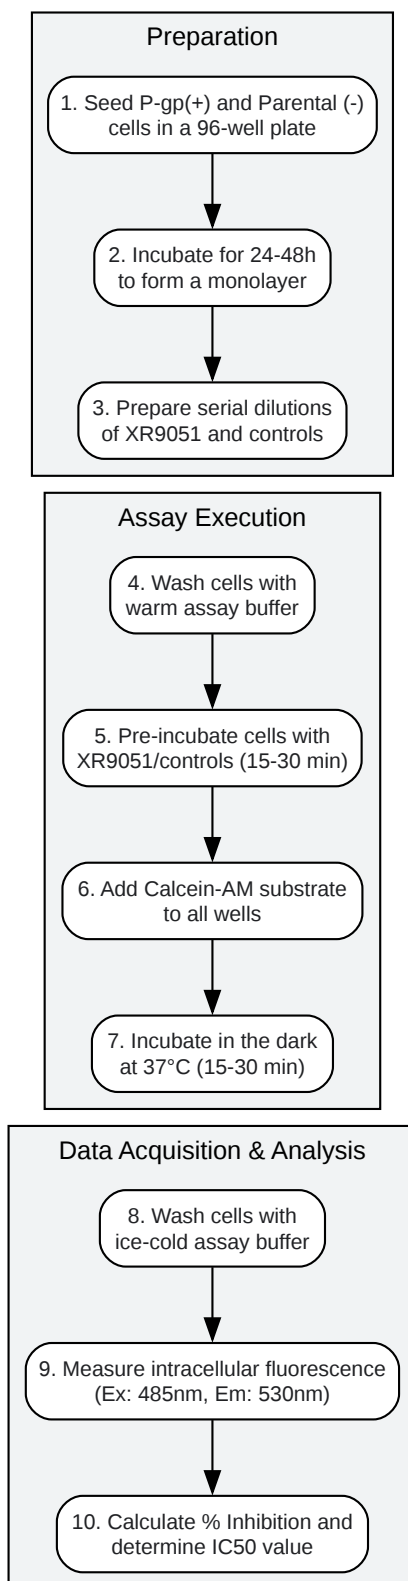 Preparation
1. Seed P-gp(+) and Parental (-)
cells in a 96-well plate
2. Incubate for 24-48h
to form a monolayer
3. Prepare serial dilutions
of XR9051 and controls
Assay Execution
4. Wash cells with
warm assay buffer
5. Pre-incubate cells with
XR9051/controls (15-30 min)
6. Add Calcein-AM substrate
to all wells
7. Incubate in the dark
at 37°C (15-30 min)
Data Acquisition & Analysis
8. Wash cells with
ice-cold assay buffer
9. Measure intracellular fluorescence
(Ex: 485nm, Em: 530nm)
10. Calculate % Inhibition and
determine IC50 value